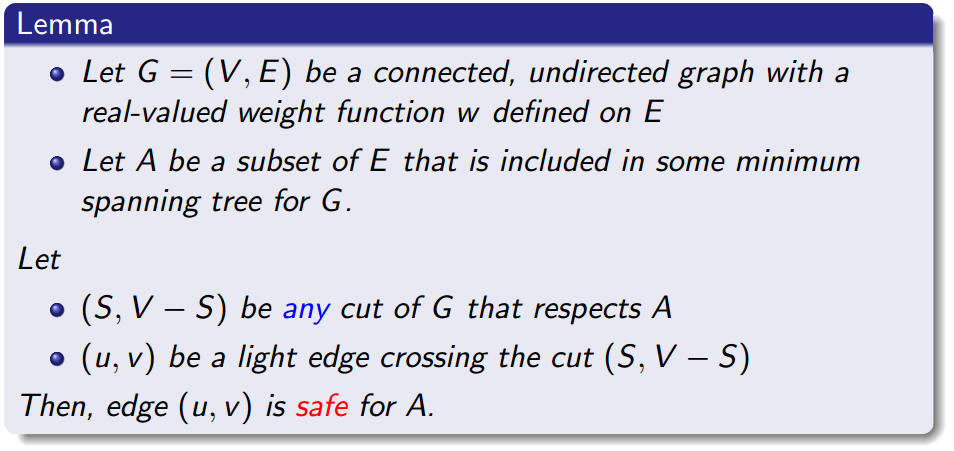 Lemma
Let G = (V, E) be a connected, undirected graph with a
real-valued weight function w defined on E
Let A be a subset of E that is included in some minimum
spanning tree for G.
Let
(S, V − S) be any cut of G that respects A
(u, v) be a light edge crossing the cut (S, V − S)
Then, edge (u, v) is safe for A.